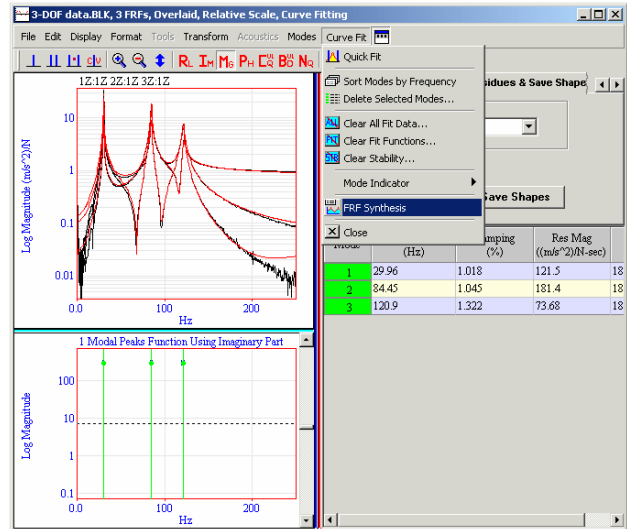 3-DOF data.BLK, 3 FRFs, Overlaid, Relative Scale, Curve Fitting
File Edit Display Format Tools Transform Acoustics Modes Curve Fit
Quick Fit
Sort Modes by Frequency
Delete Selected Modes...
Clear All Fit Data...
Clear Fit Functions...
Clear Stability...
Mode Indicator
FRF Synthesis
Close
1Z:1Z 2Z:1Z 3Z:1Z
Log Magnitude (m/s^2)/N
10
1
0.1
0.01
0.0 100 200
Hz
1 Modal Peaks Function Using Imaginary Part
Log Magnitude
100
10
1
0.1
0.0 100 200
Hz
sidues & Save Shape
Save Shapes
(Hz) (%) Res Mag ((m/s^2)/N-sec)
1 29.96 1.018 121.5 18
2 84.45 1.045 181.4 18
3 120.9 1.322 73.68 18